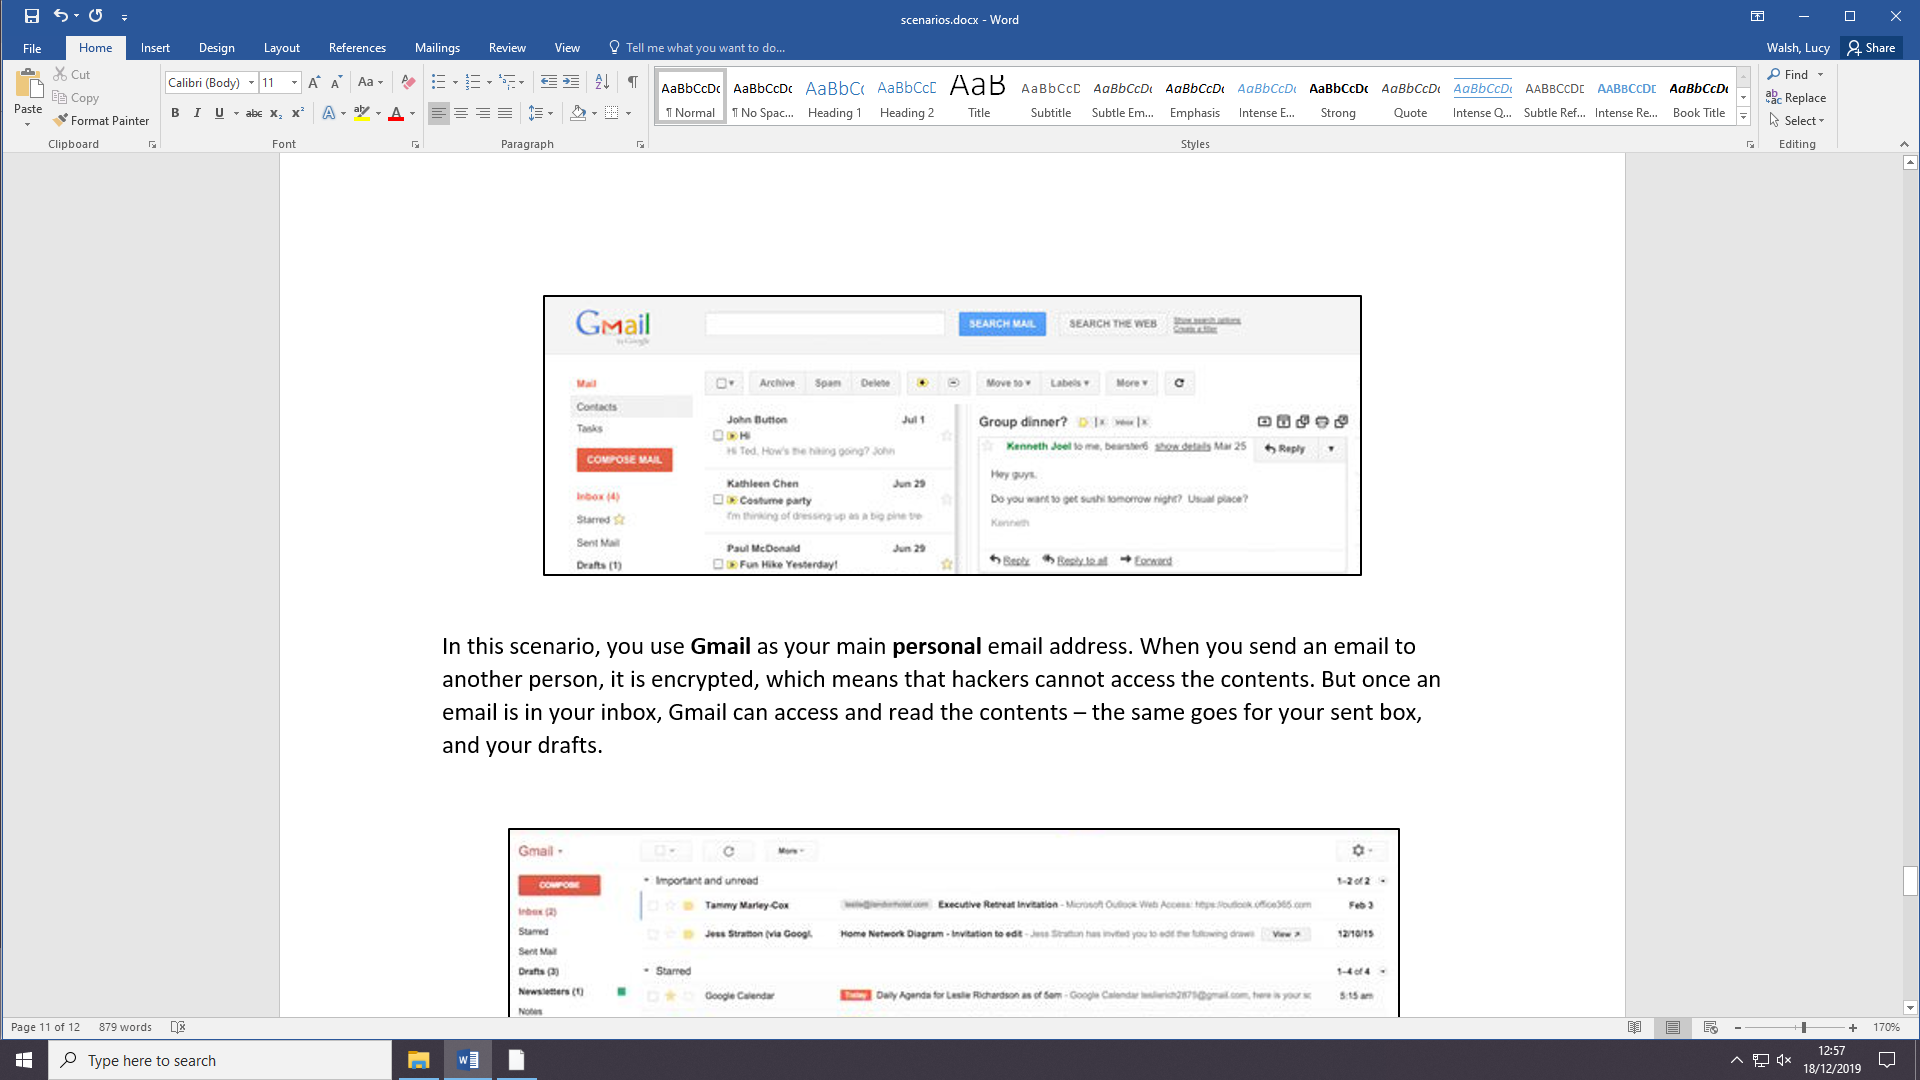 scenarios.docx - Word
File Home Insert Design Layout References Mailings Review View Tell me what you want to do... Walsh, Lucy Share
Paste Cut Copy Format Painter
Calibri (Body) 11
AaBbCcDc AaBbCcDc AaBbC( AaBbCcD AaB AaBbCcD AaBbCcDc AaBbCcDc AaBbCcDc AaBbCcDc AaBbCcDc AaBbCcDc AABBCCDD AABBCCDD AaBbCcDc
¶ Normal ¶ No Spac... Heading 1 Heading 2 Title Subtitle Subtle Em... Emphasis Intense E... Strong Quote Intense Q... Subtle Ref... Intense Re... Book Title
Find Replace Select
Clipboard Font Paragraph Styles Editing
Gmail
by Google
SEARCH MAIL SEARCH THE WEB Show search options
Create a filter
Mail
Contacts
Tasks
COMPOSE MAIL
Inbox (4)
Starred
Sent Mail
Drafts (1)
Archive Spam Delete Move to Labels More
John Button Jul 1
Hi
Hi Ted, How's the hiking going? John
Kathleen Chen Jun 29
Costume party
I'm thinking of dressing up as a big pine tre
Paul McDonald Jun 29
Fun Hike Yesterday!
Group dinner? Inbox X
Kenneth Joel to me, bearster6 show details Mar 25 Reply
Hey guys,
Do you want to get sushi tomorrow night? Usual place?
Kenneth
Reply Reply to all Forward
In this scenario, you use Gmail as your main personal email address. When you send an email to
another person, it is encrypted, which means that hackers cannot access the contents. But once an
email is in your inbox, Gmail can access and read the contents – the same goes for your sent box,
and your drafts.
Gmail More
COMPOSE
Inbox (2)
Starred
Sent Mail
Drafts (3)
Newsletters (1)
Notes
Important and unread 1–2 of 2
Tammy Marley-Cox leslie@landonhotel.com Executive Retreat Invitation - Microsoft Outlook Web Access: https://outlook.office365.com Feb 3
Jess Stratton (via Googl. Home Network Diagram - Invitation to edit - Jess Stratton has invited you to edit the following drawi View 12/10/15
Starred 1–4 of 4
Google Calendar Today Daily Agenda for Leslie Richardson as of 5am - Google Calendar leslierich2875@gmail.com, here is your sc 5:15 am
Page 11 of 12 879 words 170%
Type here to search
12:57
18/12/2019